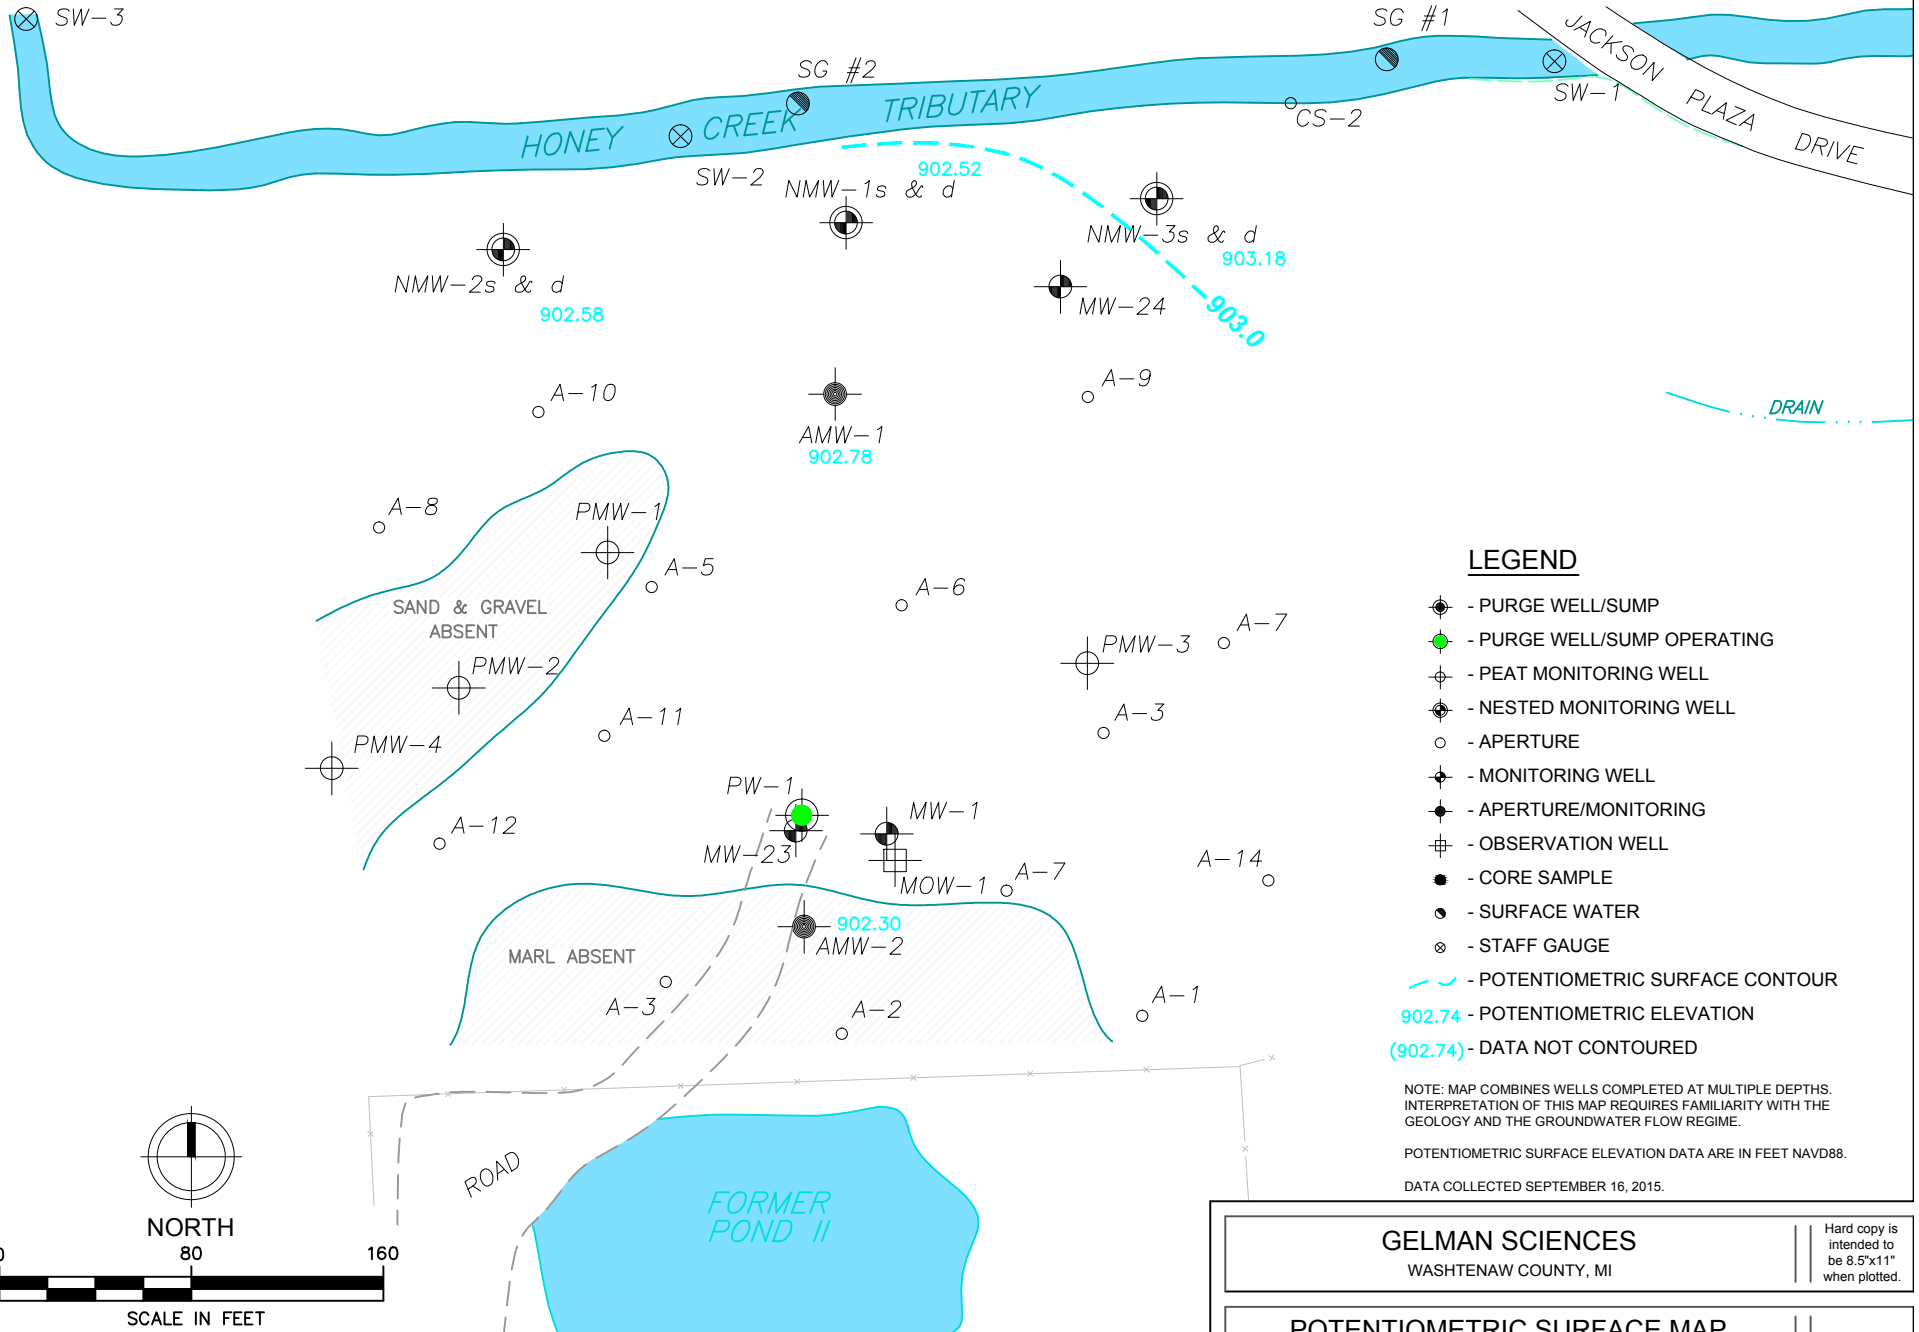 SW-3
SG #1
JACKSON PLAZA DRIVE
SG #2
SW-1
CS-2
HONEY CREEK TRIBUTARY
SW-2
902.52
NMW-1s & d
NMW-3s & d
903.18
NMW-2s & d
902.58
MW-24
903.0
A-10
A-9
AMW-1
902.78
DRAIN
A-8
PMW-1
A-5
A-6
SAND & GRAVEL
ABSENT
A-7
PMW-3
PMW-2
A-11
A-3
PMW-4
PW-1
MW-1
A-12
MW-23
MOW-1
A-7
A-14
902.30
AMW-2
MARL ABSENT
A-3
A-2
A-1
LEGEND
- PURGE WELL/SUMP
- PURGE WELL/SUMP OPERATING
- PEAT MONITORING WELL
- NESTED MONITORING WELL
- APERTURE
- MONITORING WELL
- APERTURE/MONITORING
- OBSERVATION WELL
- CORE SAMPLE
- SURFACE WATER
- STAFF GAUGE
- POTENTIOMETRIC SURFACE CONTOUR
902.74 - POTENTIOMETRIC ELEVATION
(902.74) - DATA NOT CONTOURED
NOTE: MAP COMBINES WELLS COMPLETED AT MULTIPLE DEPTHS.
INTERPRETATION OF THIS MAP REQUIRES FAMILIARITY WITH THE
GEOLOGY AND THE GROUNDWATER FLOW REGIME.
POTENTIOMETRIC SURFACE ELEVATION DATA ARE IN FEET NAVD88.
DATA COLLECTED SEPTEMBER 16, 2015.
ROAD
FORMER
POND II
NORTH
0 80 160
SCALE IN FEET
GELMAN SCIENCES
WASHTENAW COUNTY, MI
Hard copy is
intended to
be 8.5"x11"
when plotted.
POTENTIOMETRIC SURFACE MAP